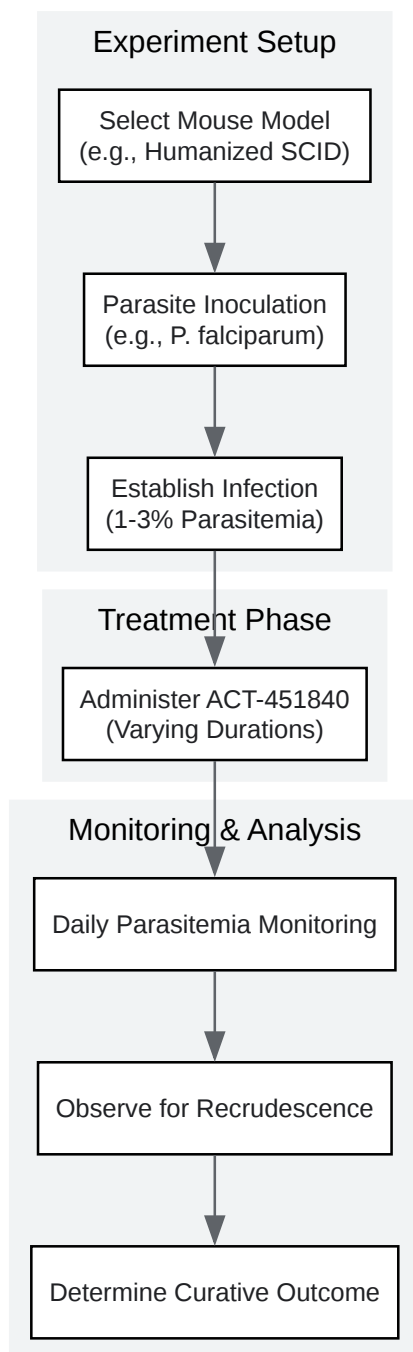 Experiment Setup
Select Mouse Model
(e.g., Humanized SCID)
Parasite Inoculation
(e.g., P. falciparum)
Establish Infection
(1-3% Parasitemia)
Treatment Phase
Administer ACT-451840
(Varying Durations)
Monitoring & Analysis
Daily Parasitemia Monitoring
Observe for Recrudescence
Determine Curative Outcome